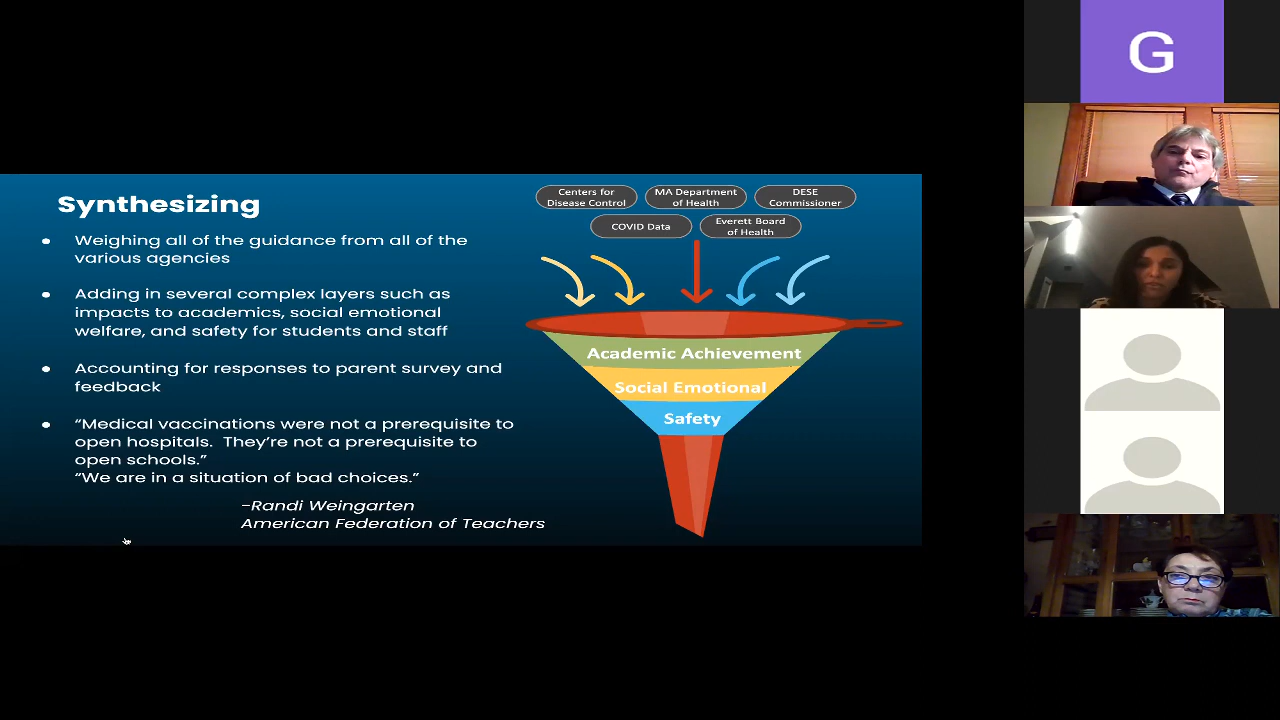 Synthesizing
Weighing all of the guidance from all of the
various agencies
Adding in several complex layers such as
impacts to academics, social emotional
welfare, and safety for students and staff
Accounting for responses to parent survey and
feedback
“Medical vaccinations were not a prerequisite to
open hospitals.  They’re not a prerequisite to
open schools.”
“We are in a situation of bad choices.”
–Randi Weingarten
American Federation of Teachers
Centers for
Disease Control
MA Department
of Health
DESE
Commissioner
COVID Data
Everett Board
of Health
Academic Achievement
Social Emotional
Safety
G